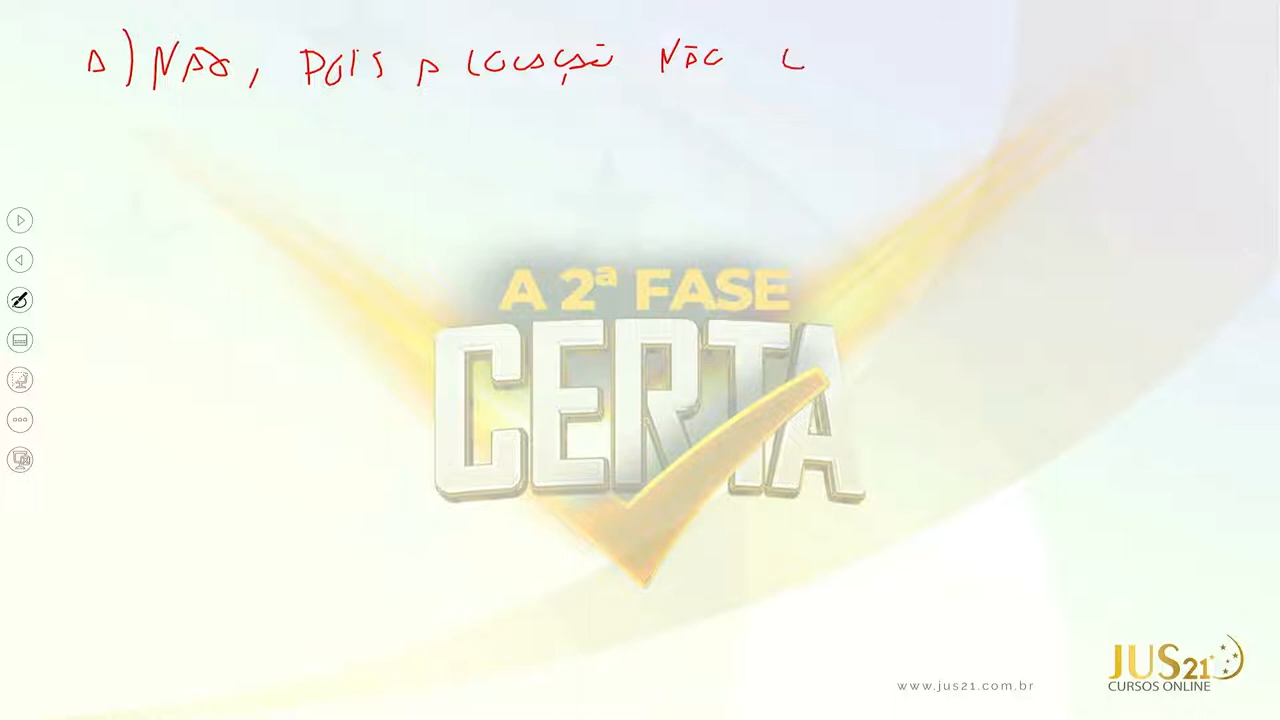 A) NÃO, POIS A LOCAÇÃO NÃO
A 2ª FASE
CERTA
JUS21
CURSOS ONLINE
www.jus21.com.br